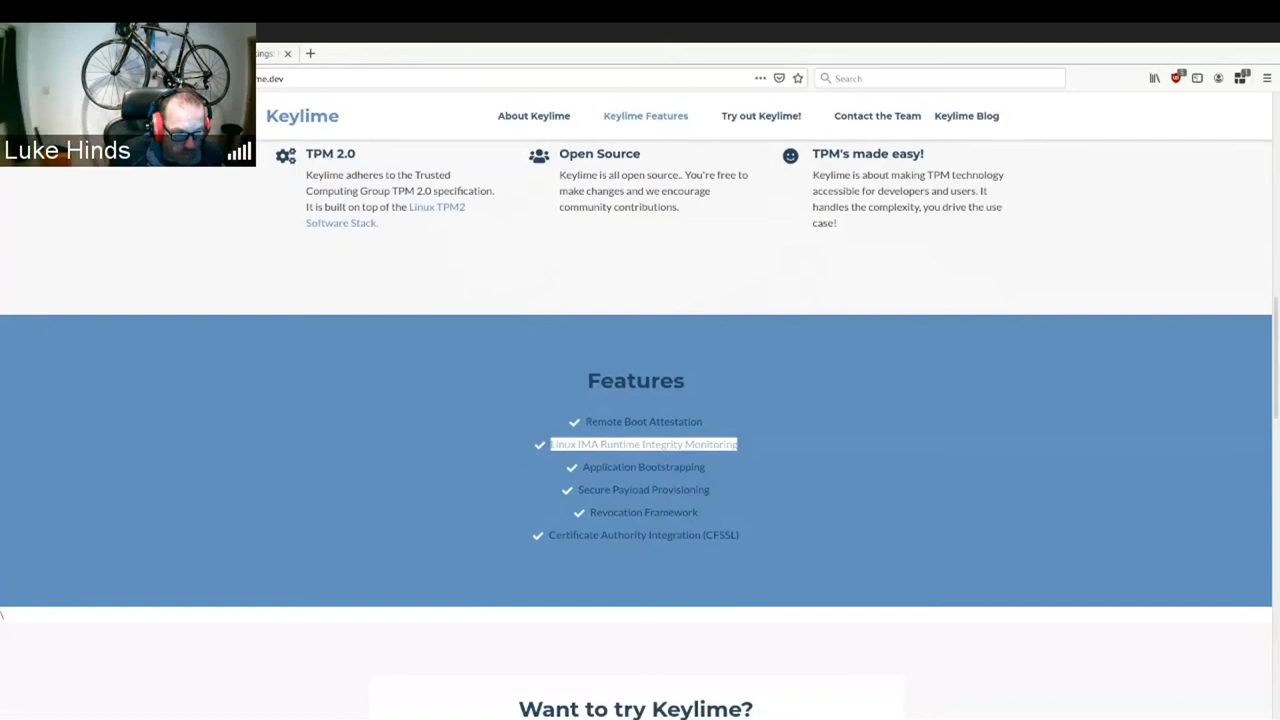 Luke Hinds
tings:
me.dev
Search
Keylime
About Keylime
Keylime Features
Try out Keylime!
Contact the Team
Keylime Blog
TPM 2.0
Keylime adheres to the Trusted
Computing Group TPM 2.0 specification.
It is built on top of the Linux TPM2
Software Stack.
Open Source
Keylime is all open source.. You're free to
make changes and we encourage
community contributions.
TPM's made easy!
Keylime is about making TPM technology
accessible for developers and users. It
handles the complexity, you drive the use
case!
Features
Remote Boot Attestation
Linux IMA Runtime Integrity Monitoring
Application Bootstrapping
Secure Payload Provisioning
Revocation Framework
Certificate Authority Integration (CFSSL)
\
Want to try Keylime?